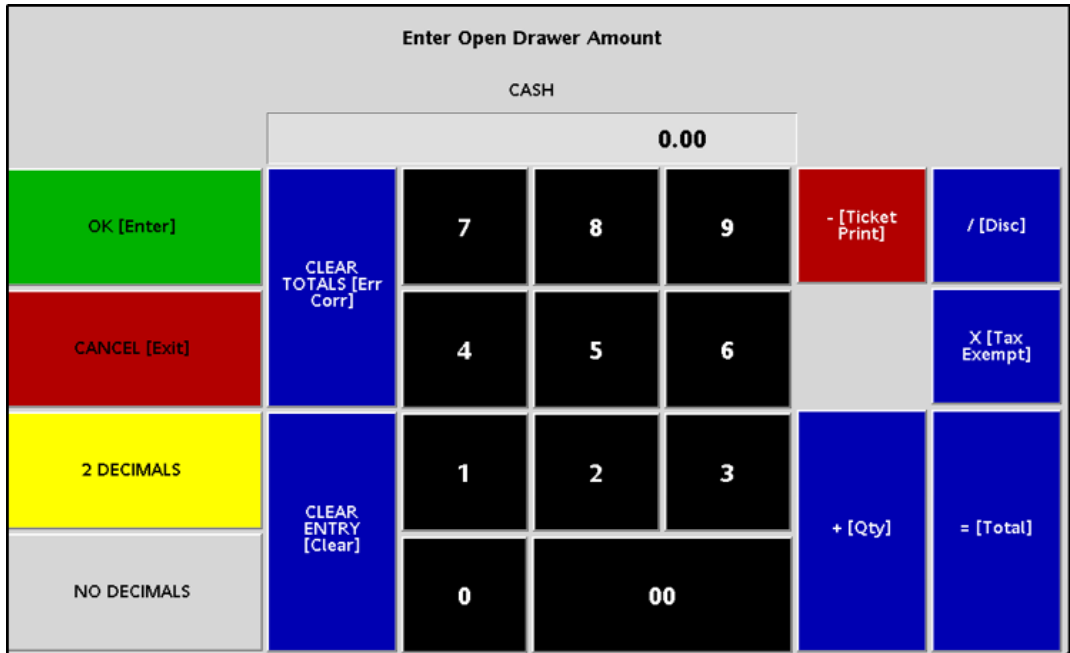 Enter Open Drawer Amount
CASH
0.00
OK [Enter]
CLEAR
TOTALS [Err
Corr]
7
8
9
- [Ticket
Print]
/ [Disc]
CANCEL [Exit]
4
5
6
X [Tax
Exempt]
2 DECIMALS
CLEAR
ENTRY
[Clear]
1
2
3
+ [Qty]
= [Total]
NO DECIMALS
0
00